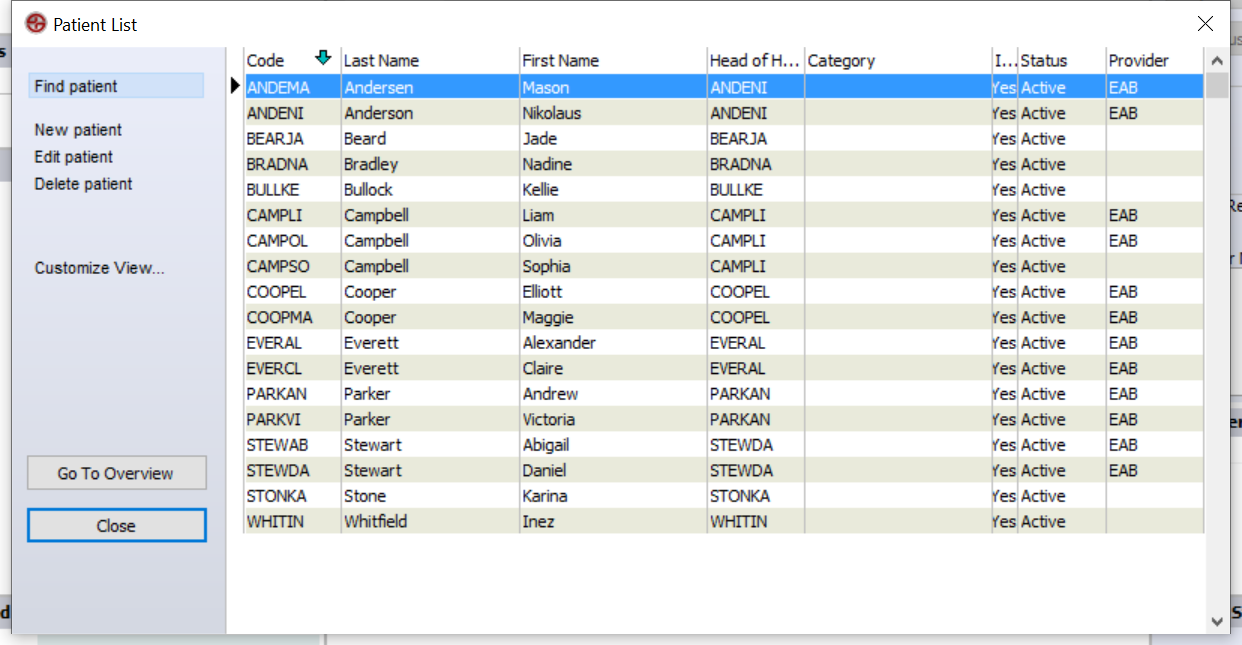 Patient List
Find patient
New patient
Edit patient
Delete patient
Customize View...
Go To Overview
Close
Code Last Name First Name Head of H... Category I... Status Provider
ANDEMA Andersen Mason ANDENI Yes Active EAB
ANDENI Anderson Nikolaus ANDENI Yes Active EAB
BEARJA Beard Jade BEARJA Yes Active
BRADNA Bradley Nadine BRADNA Yes Active
BULLKE Bullock Kellie BULLKE Yes Active
CAMPLI Campbell Liam CAMPLI Yes Active EAB
CAMPOL Campbell Olivia CAMPLI Yes Active EAB
CAMPSO Campbell Sophia CAMPLI Yes Active
COOPEL Cooper Elliott COOPEL Yes Active EAB
COOPMA Cooper Maggie COOPEL Yes Active EAB
EVERAL Everett Alexander EVERAL Yes Active EAB
EVERCL Everett Claire EVERAL Yes Active EAB
PARKAN Parker Andrew PARKAN Yes Active EAB
PARKVI Parker Victoria PARKAN Yes Active EAB
STEWAB Stewart Abigail STEWDA Yes Active EAB
STEWDA Stewart Daniel STEWDA Yes Active EAB
STONKA Stone Karina STONKA Yes Active
WHITIN Whitfield Inez WHITIN Yes Active